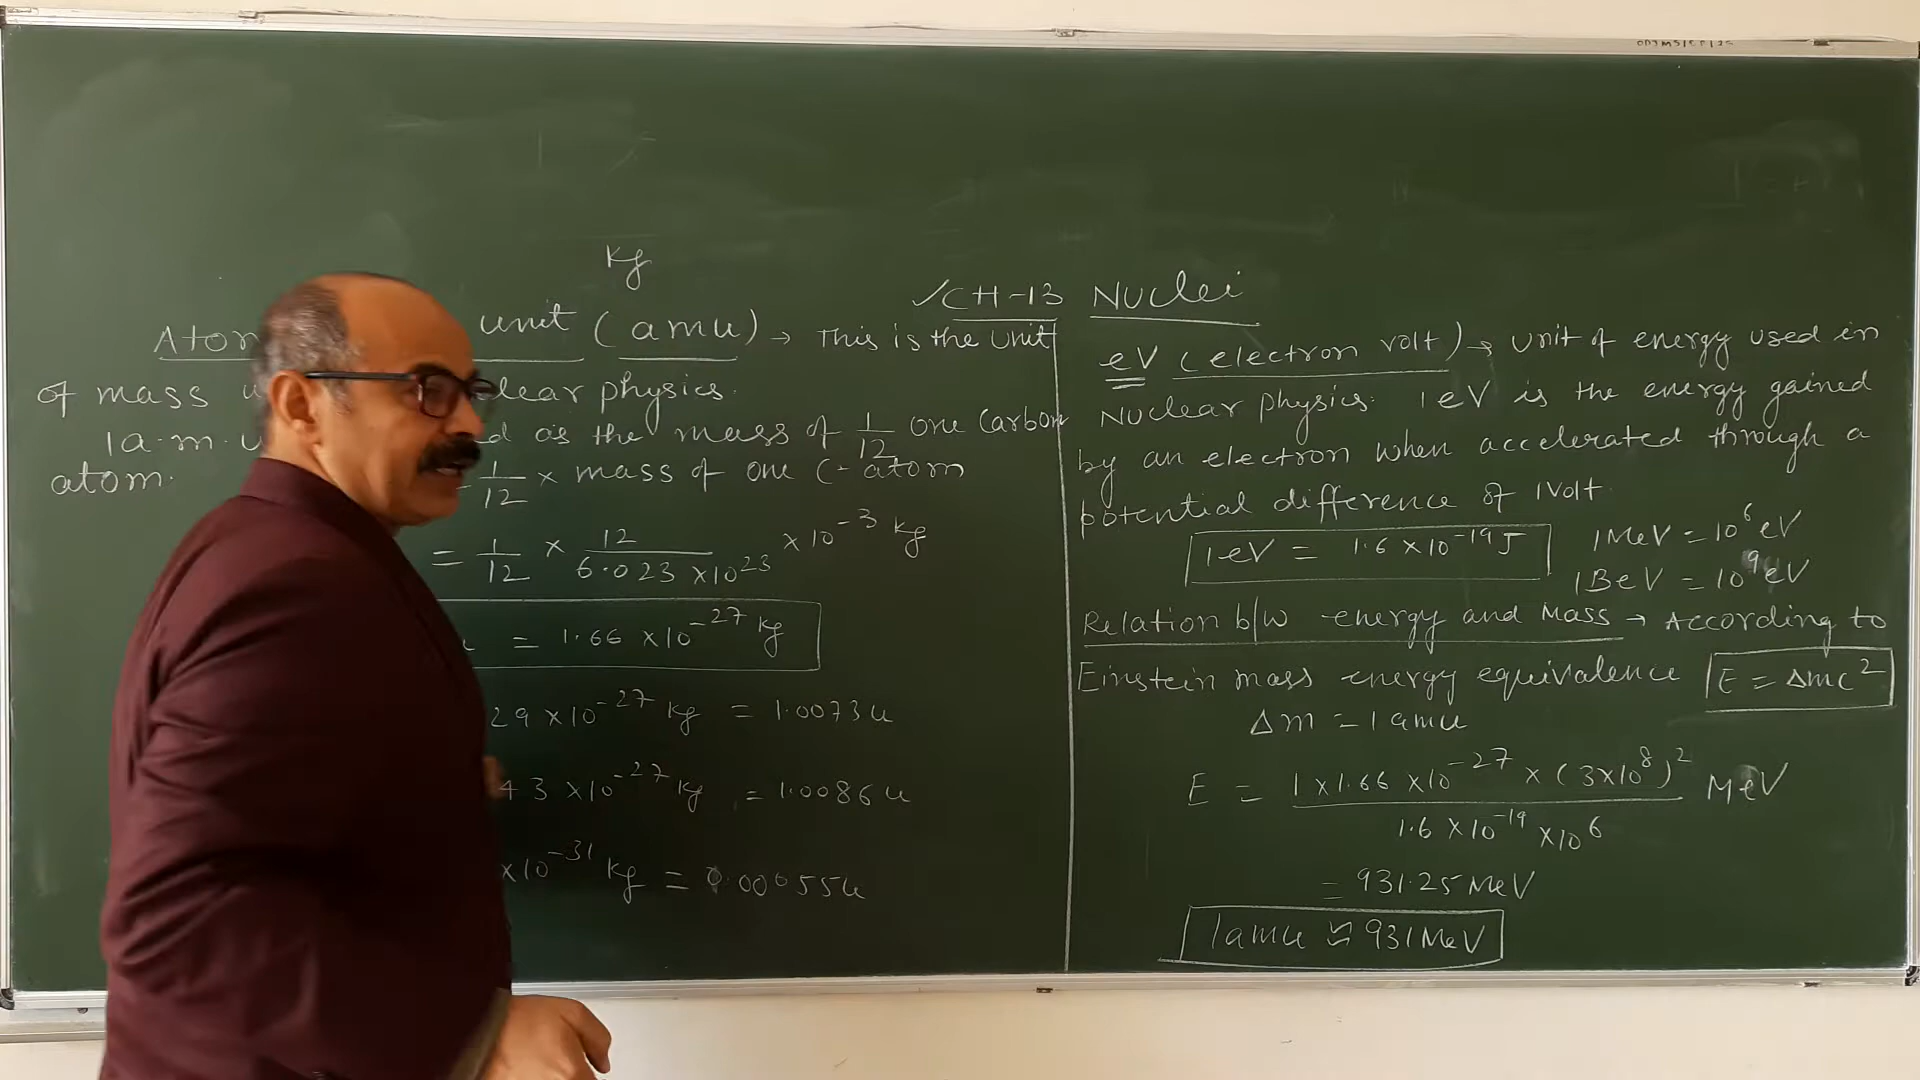 Kg
✓CH-13 Nuclei
Atom unit (amu) → This is the unit
of mass u clear physics.
1a.m.u d as the mass of 1/12 one Carbon
atom.
= 1/12 × mass of one C-atom
= 1/12 × 12/6.023 ×10^23 ×10^-3 kg
= 1.66 ×10^-27 kg
29 ×10^-27 kg = 1.0073u
43 ×10^-27 kg = 1.0086u
×10^-31 kg = 0.00055u
eV (electron volt) → unit of energy used in
Nuclear physics. 1eV is the energy gained
by an electron when accelerated through a
potential difference of 1Volt.
1eV = 1.6 ×10^-19 J
1MeV = 10^6 eV
1BeV = 10^9 eV
Relation b/w energy and Mass → According to
Einstein mass energy equivalence E = Δmc^2
Δm = 1amu
E = 1×1.66 ×10^-27 × (3×10^8)^2 / 1.6 ×10^-19 ×10^6 MeV
= 931.25 MeV
1amu ≈ 931MeV